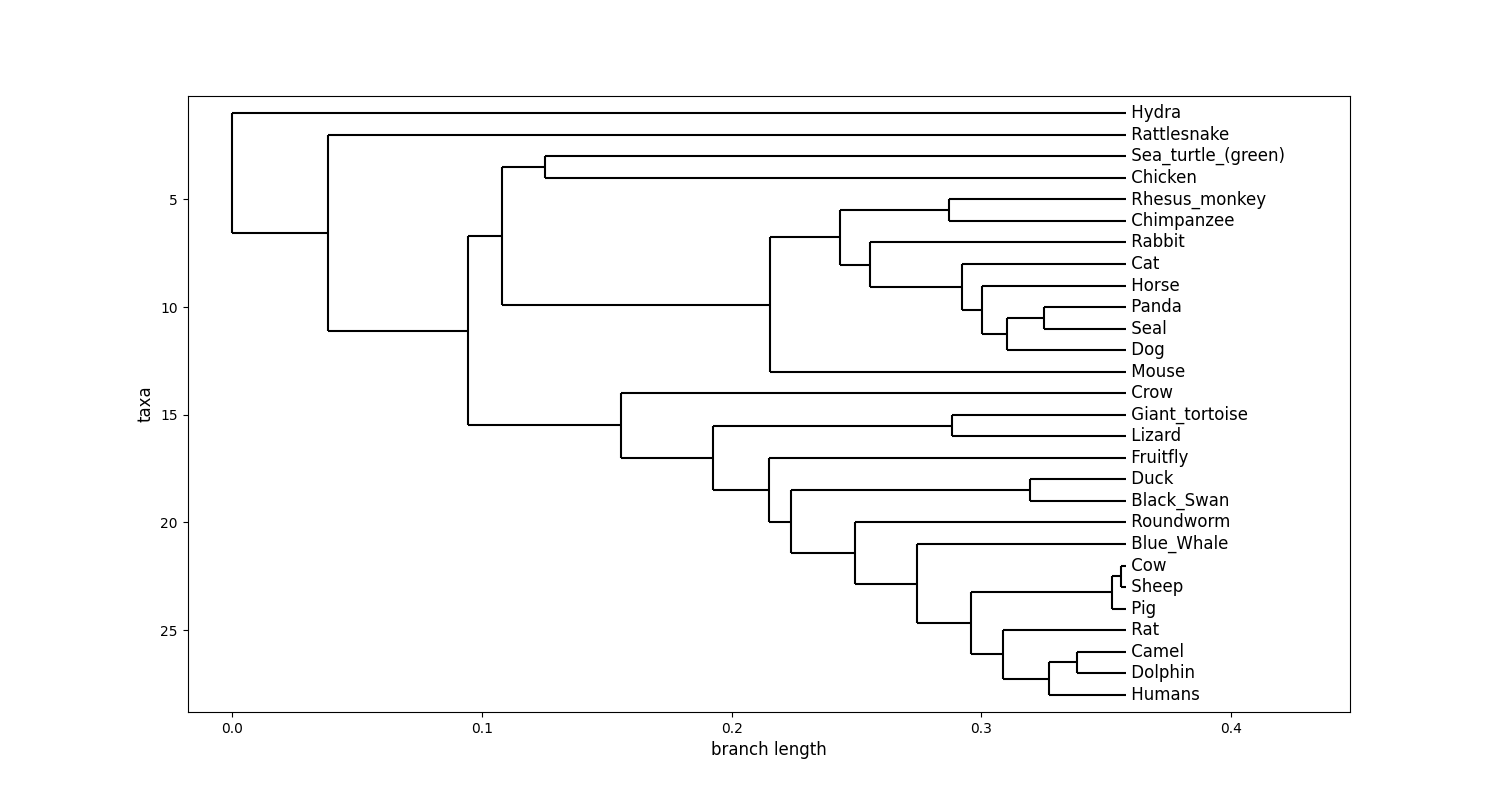 Hydra
Rattlesnake
Sea_turtle_(green)
Chicken
5
Rhesus_monkey
Chimpanzee
Rabbit
Cat
Horse
10
Panda
Seal
Dog
Mouse
Crow
taxa
15
Giant_tortoise
Lizard
Fruitfly
Duck
Black_Swan
20
Roundworm
Blue_Whale
Cow
Sheep
Pig
25
Rat
Camel
Dolphin
Humans
0.0 0.1 0.2 0.3 0.4
branch length